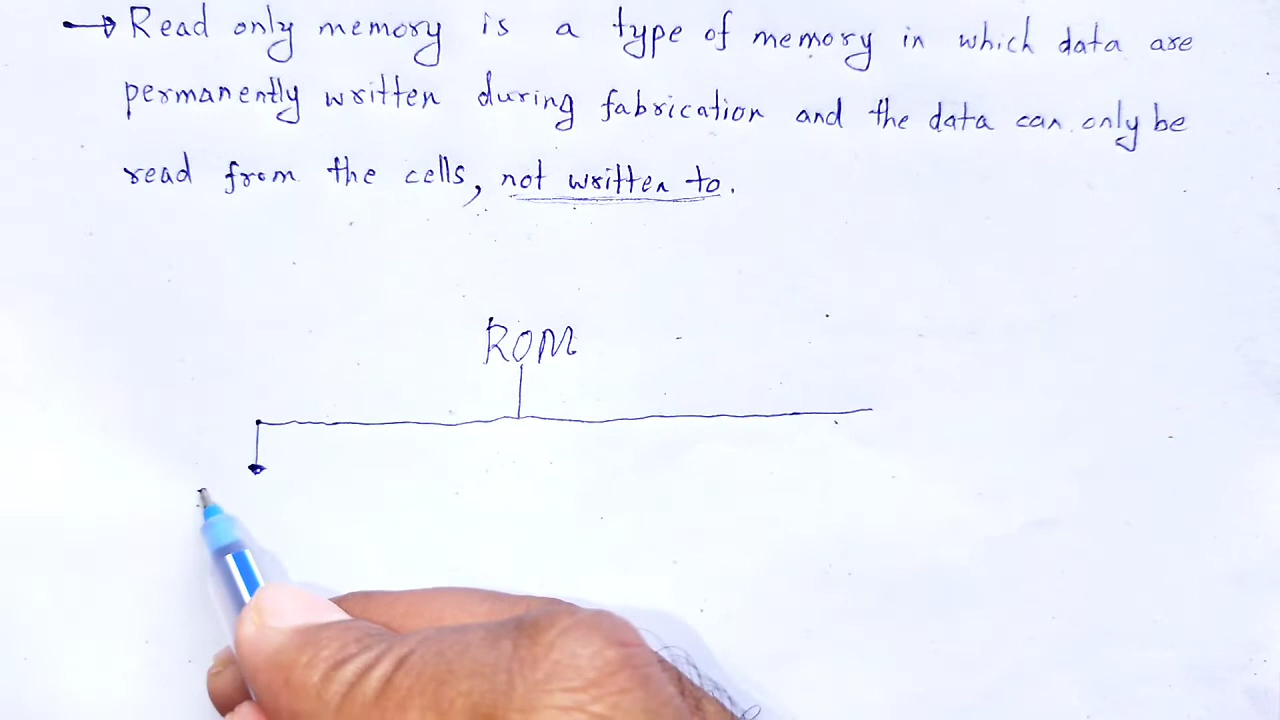 Read only memory is a type of memory in which data are
permanently written during fabrication and the data can only be
read from the cells, not written to.
ROM